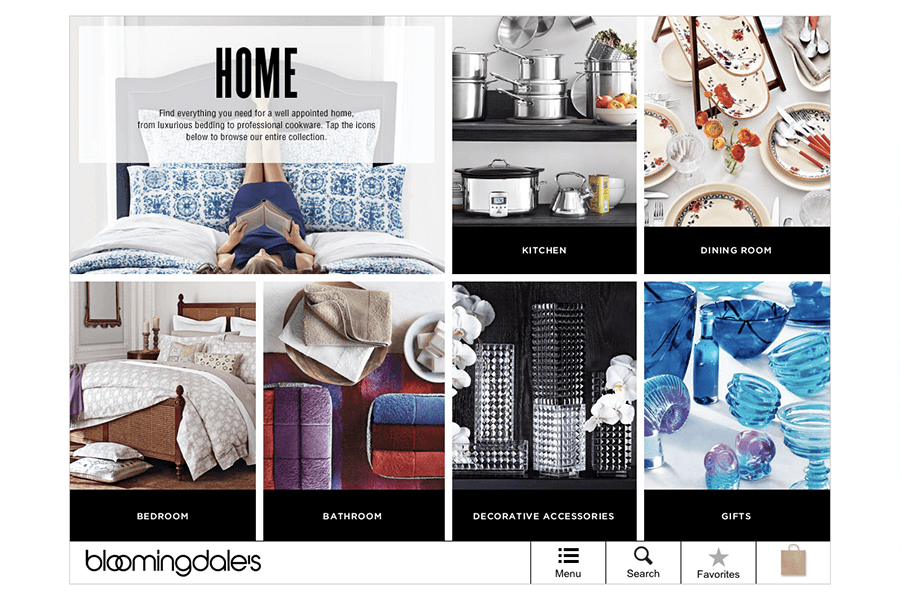 HOME
Find everything you need for a well appointed home,
from luxurious bedding to professional cookware. Tap the icons
below to browse our entire collection.
KITCHEN
DINING ROOM
BEDROOM
BATHROOM
DECORATIVE ACCESSORIES
GIFTS
bloomingdale's
Menu
Search
Favorites